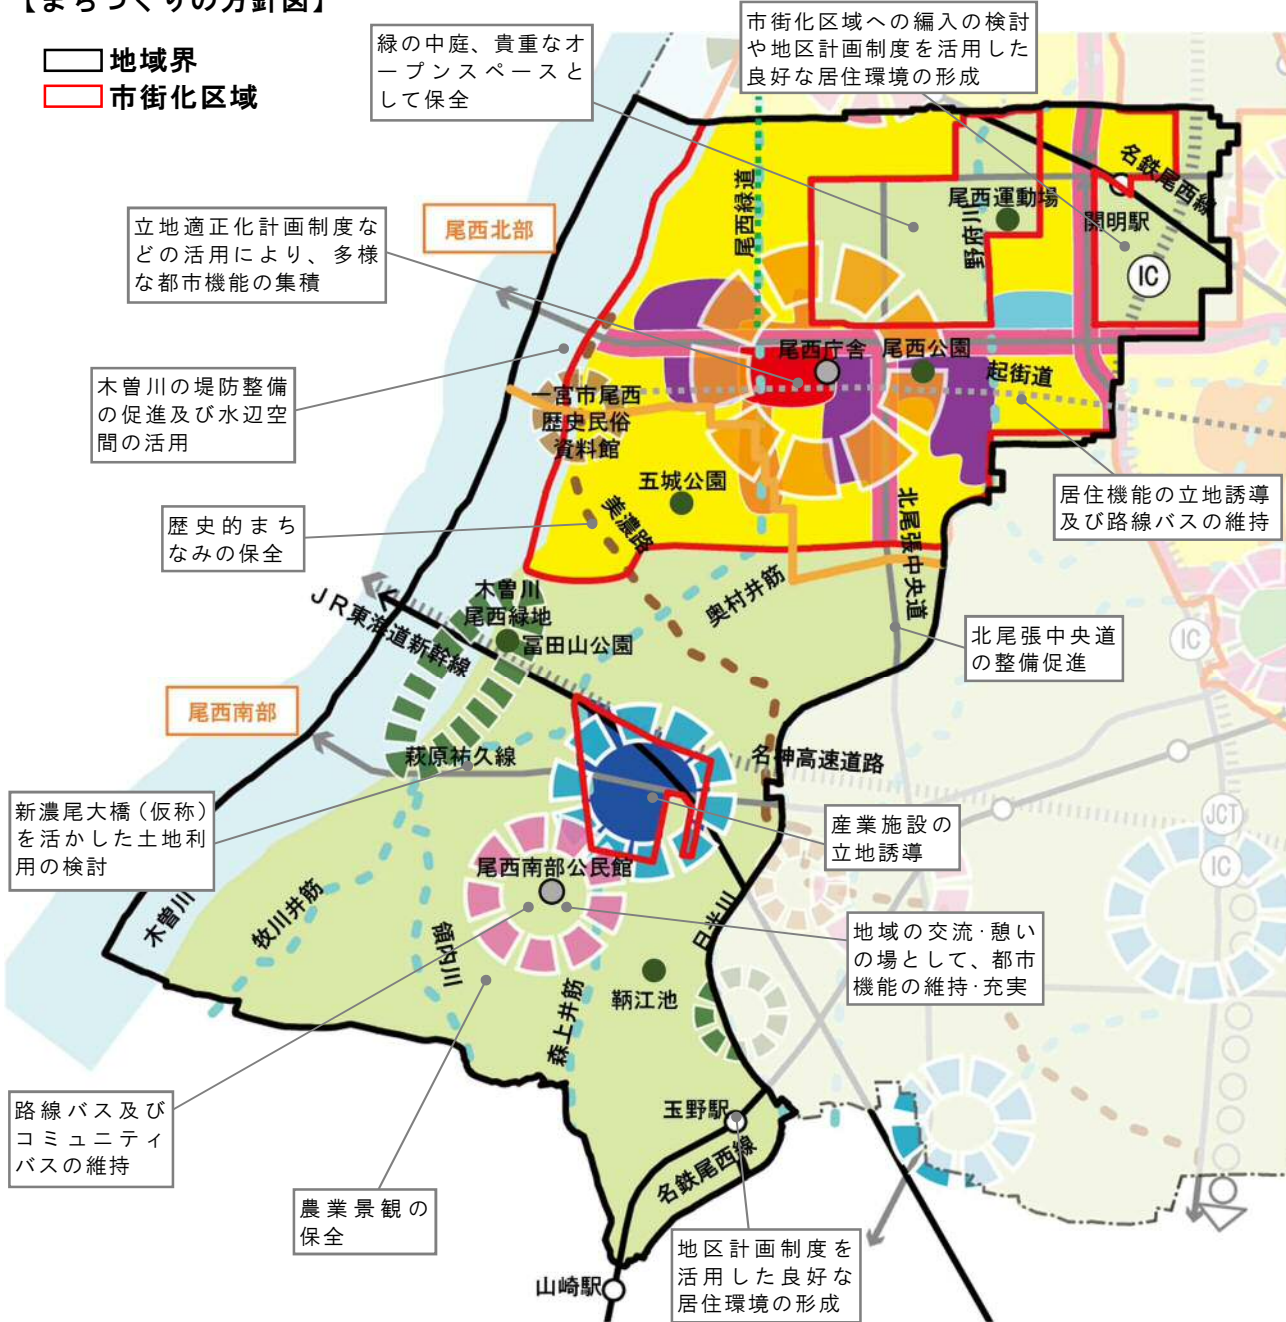 【まちづくりの方針図】
地域界
市街化区域
緑の中庭、貴重なオ
ープンスペースと
して保全
市街化区域への編入の検討
や地区計画制度を活用した
良好な居住環境の形成
立地適正化計画制度な
どの活用により、多様
な都市機能の集積
尾西北部
尾西緑道
野府川
尾西運動場
名鉄尾西線
開明駅
IC
木曽川の堤防整備
の促進及び水辺空
間の活用
尾西庁舎
尾西公園
起街道
一宮市尾西
歴史民俗
資料館
五城公園
居住機能の立地誘導
及び路線バスの維持
歴史的まち
なみの保全
美濃路
北尾張中央道
奥村井筋
木曽川
尾西緑地
冨田山公園
JR東海道新幹線
北尾張中央道
の整備促進
IC
尾西南部
萩原祐久線
名神高速道路
新濃尾大橋（仮称）
を活かした土地利
用の検討
産業施設の
立地誘導
JCT
IC
尾西南部公民館
木曽川
牧川井筋
領内川
日光川
地域の交流・憩い
の場として、都市
機能の維持・充実
鞆江池
森上井筋
路線バス及び
コミュニティ
バスの維持
玉野駅
名鉄尾西線
農業景観の
保全
地区計画制度を
活用した良好な
居住環境の形成
山崎駅